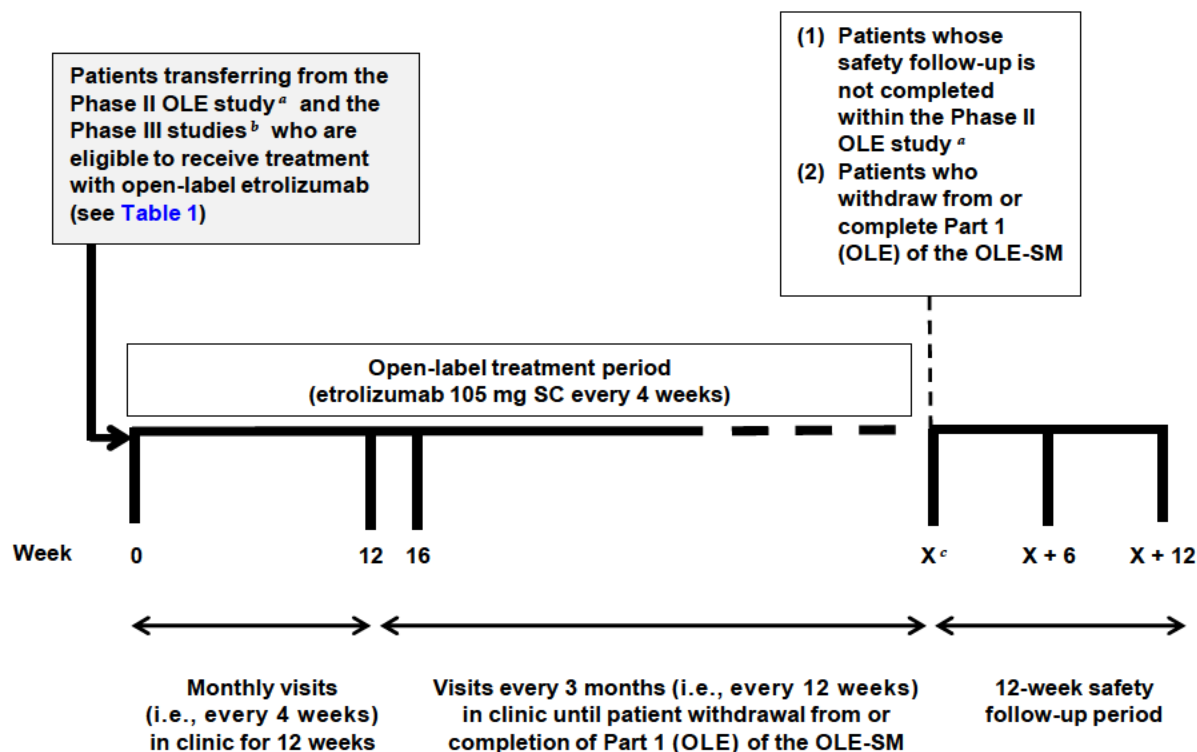 Patients transferring from the
Phase II OLE study a and the
Phase III studies b who are
eligible to receive treatment
with open-label etrolizumab
(see Table 1)
(1) Patients whose
safety follow-up is
not completed
within the Phase II
OLE study a
(2) Patients who
withdraw from or
complete Part 1
(OLE) of the OLE-SM
Open-label treatment period
(etrolizumab 105 mg SC every 4 weeks)
Week 0 12 16 X c X + 6 X + 12
Monthly visits
(i.e., every 4 weeks)
in clinic for 12 weeks
Visits every 3 months (i.e., every 12 weeks)
in clinic until patient withdrawal from or
completion of Part 1 (OLE) of the OLE-SM
12-week safety
follow-up period